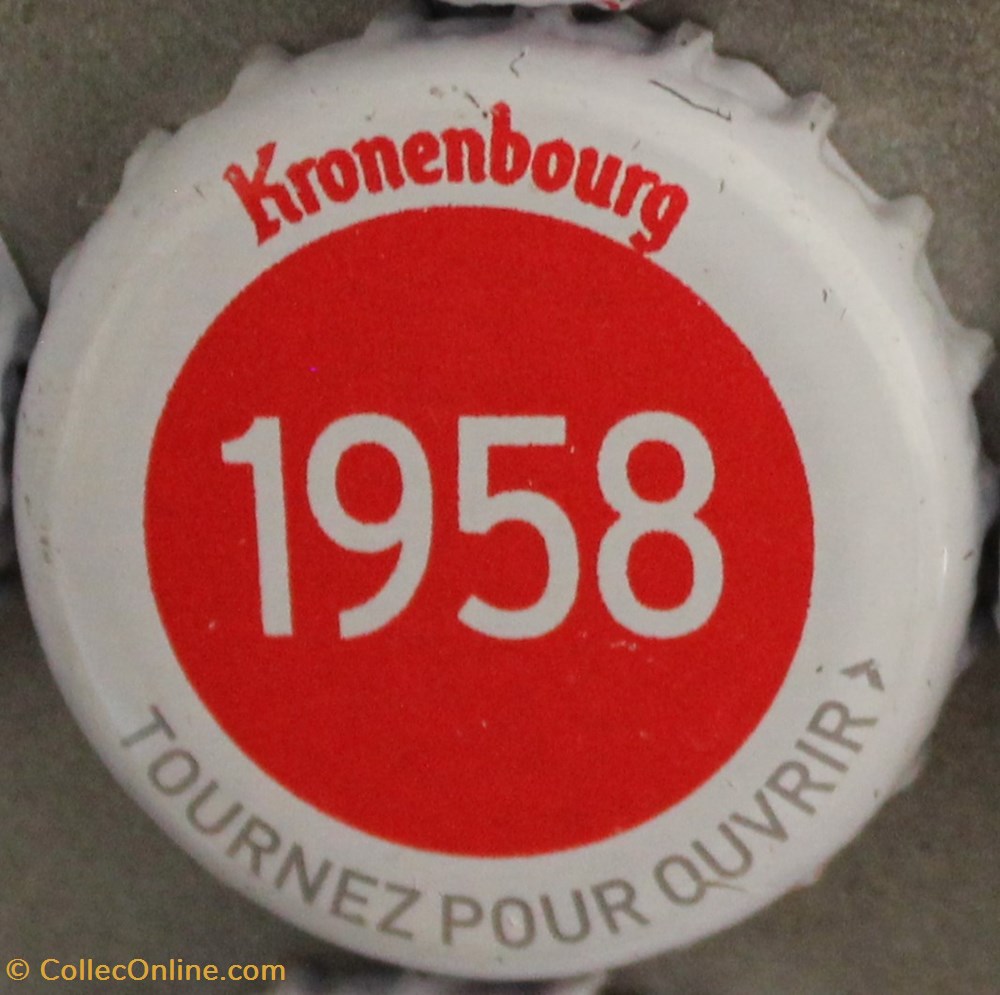 Kronenbourg
1958
TOURNEZ POUR OUVRIR >
© CollecOnline.com